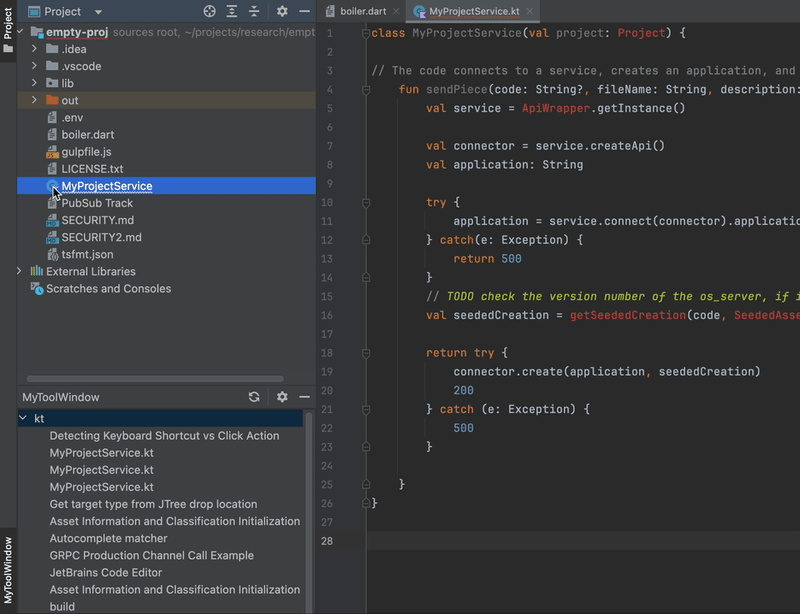 Project
Project
empty-proj sources root, ~/projects/research/empt
.idea
.vscode
lib
out
.env
boiler.dart
gulpfile.js
LICENSE.txt
MyProjectService
PubSub Track
SECURITY.md
SECURITY2.md
tsfmt.json
External Libraries
Scratches and Consoles
MyToolWindow
kt
Detecting Keyboard Shortcut vs Click Action
MyProjectService.kt
MyProjectService.kt
MyProjectService.kt
Get target type from JTree drop location
Asset Information and Classification Initialization
Autocomplete matcher
GRPC Production Channel Call Example
JetBrains Code Editor
Asset Information and Classification Initialization
build
MyToolWindow
boiler.dart
MyProjectService.kt
1 class MyProjectService(val project: Project) {
2
3 // The code connects to a service, creates an application, and
4 fun sendPiece(code: String?, fileName: String, description:
5 val service = ApiWrapper.getInstance()
6
7 val connector = service.createApi()
8 val application: String
9
10 try {
11 application = service.connect(connector).applicatio
12 } catch(e: Exception) {
13 return 500
14 }
15 // TODO check the version number of the os_server, if i
16 val seededCreation = getSeededCreation(code, SeededAsse
17
18 return try {
19 connector.create(application, seededCreation)
20 200
21 } catch (e: Exception) {
22 500
23 }
24
25 }
26 }
27
28